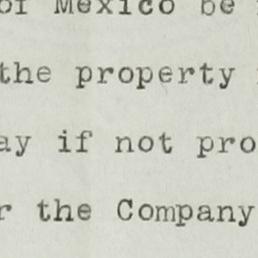 of Mexico be
the property
ay if not pro
r the Company